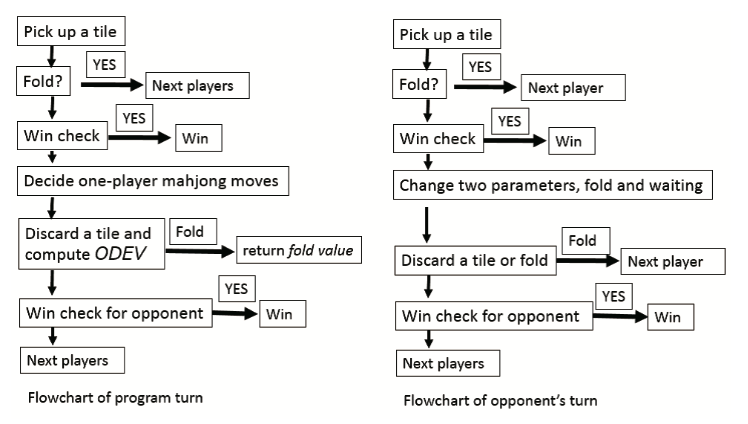 Pick up a tile
YES
Fold?
Next players
YES
Win check
Win
Decide one-player mahjong moves
Discard a tile and
compute ODEV
Fold
return fold value
YES
Win check for opponent
Win
Next players
Flowchart of program turn
Pick up a tile
YES
Fold?
Next player
YES
Win check
Win
Change two parameters, fold and waiting
Fold
Discard a tile or fold
Next player
YES
Win check for opponent
Win
Next players
Flowchart of opponent's turn